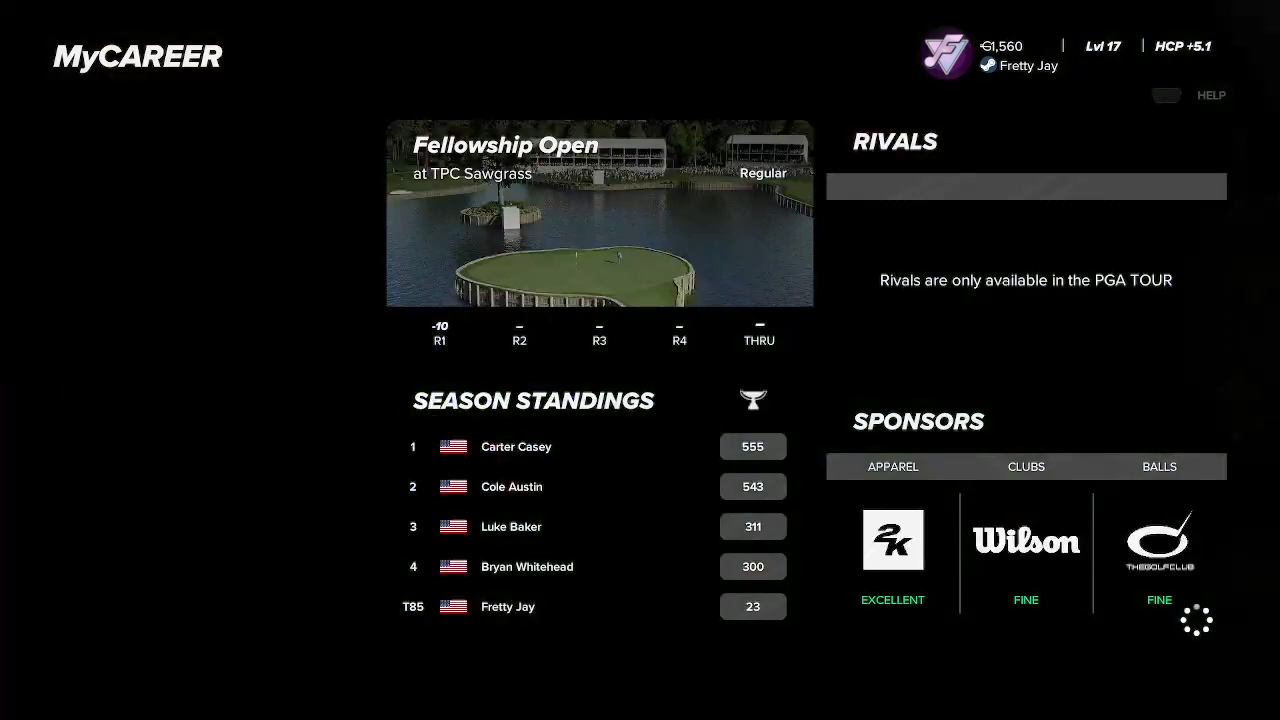 MyCAREER
1,560
Lvl 17
HCP +5.1
Fretty Jay
HELP
Fellowship Open
at TPC Sawgrass
Regular
-10
–
–
–
–
R1
R2
R3
R4
THRU
SEASON STANDINGS
1 Carter Casey 555
2 Cole Austin 543
3 Luke Baker 311
4 Bryan Whitehead 300
T85 Fretty Jay 23
RIVALS
Rivals are only available in the PGA TOUR
SPONSORS
APPAREL
CLUBS
BALLS
2K
Wilson
THEGOLFCLUB
EXCELLENT
FINE
FINE